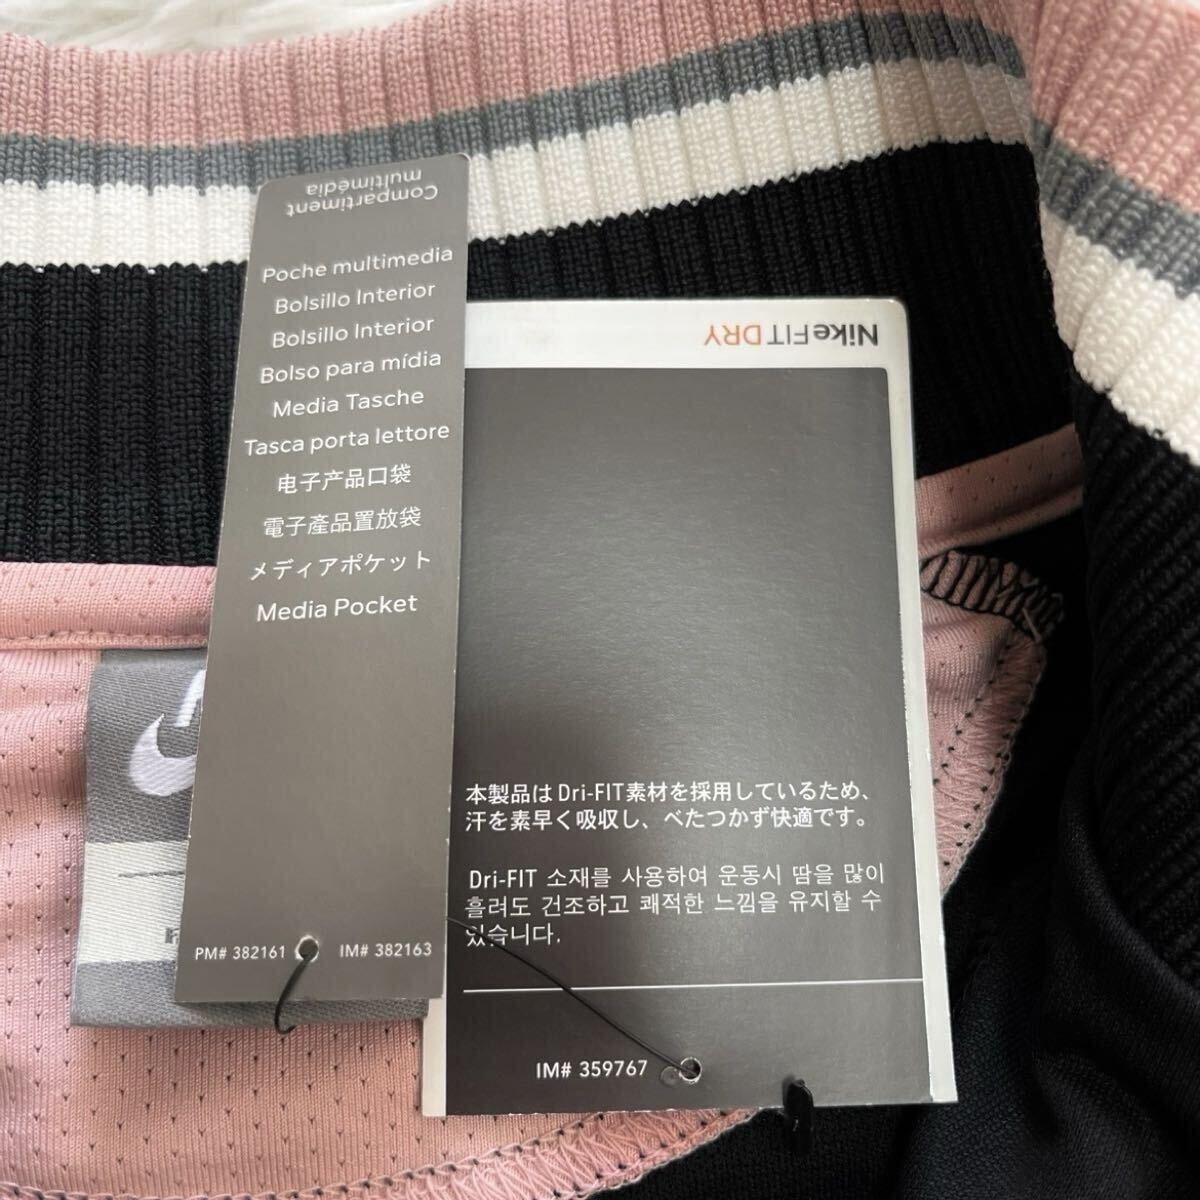 Compartiment
multimédia
Poche multimedia
Bolsillo Interior
Bolsillo Interior
Bolso para mídia
Media Tasche
Tasca porta lettore
电子产品口袋
電子產品置放袋
メディアポケット
Media Pocket
PM# 382161 IM# 382163
NikeFIT DRY
本製品はDri-FIT素材を採用しているため、
汗を素早く吸収し、べたつかず快適です。
Dri-FIT 소재를 사용하여 운동시 땀을 많이
흘려도 건조하고 쾌적한 느낌을 유지할 수
있습니다.
IM# 359767